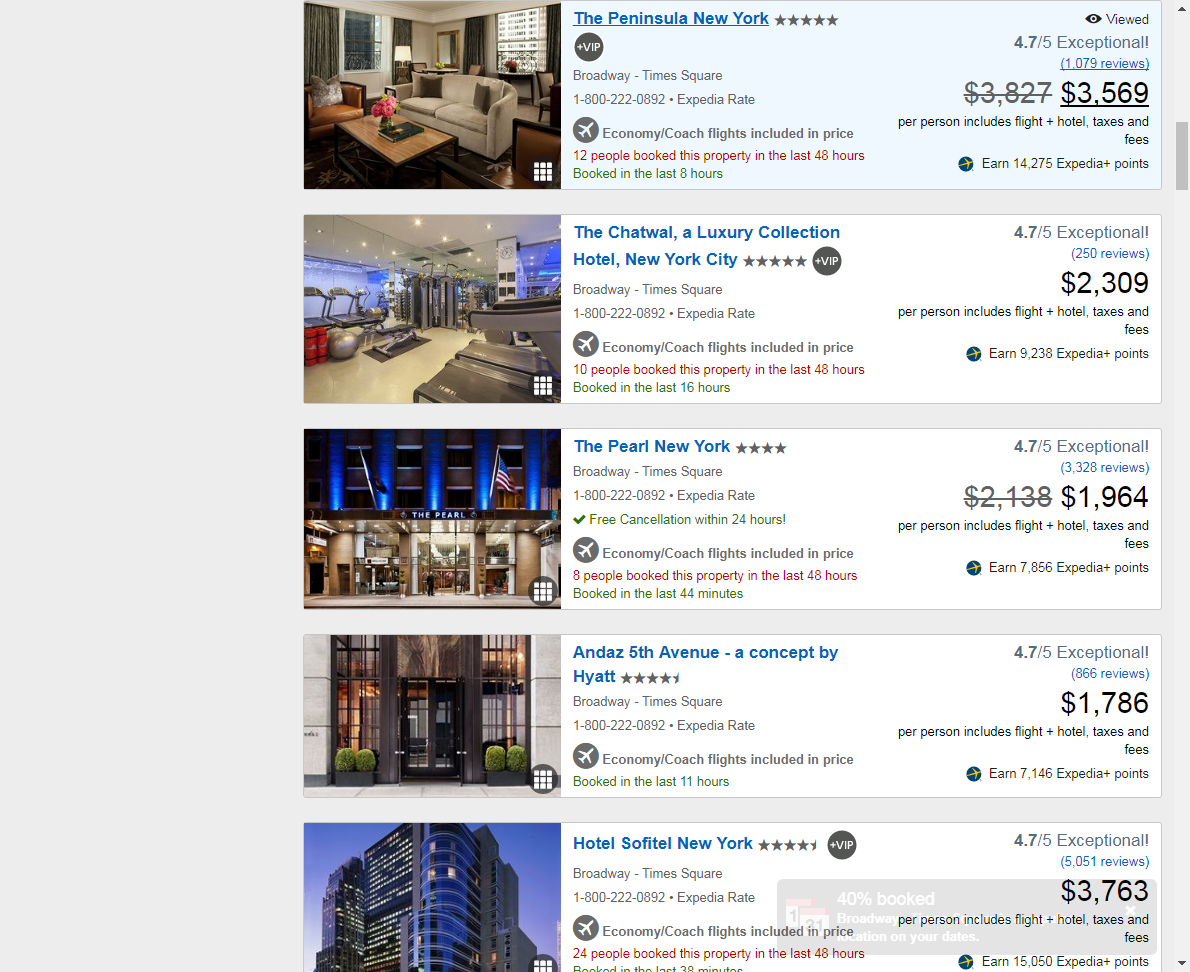 The Peninsula New York
+VIP
Broadway - Times Square
1-800-222-0892 • Expedia Rate
Economy/Coach flights included in price
12 people booked this property in the last 48 hours
Booked in the last 8 hours
Viewed
4.7/5 Exceptional!
(1,079 reviews)
$3,827 $3,569
per person includes flight + hotel, taxes and
fees
Earn 14,275 Expedia+ points
The Chatwal, a Luxury Collection
Hotel, New York City +VIP
Broadway - Times Square
1-800-222-0892 • Expedia Rate
Economy/Coach flights included in price
10 people booked this property in the last 48 hours
Booked in the last 16 hours
4.7/5 Exceptional!
(250 reviews)
$2,309
per person includes flight + hotel, taxes and
fees
Earn 9,238 Expedia+ points
THE PEARL
The Pearl New York
Broadway - Times Square
1-800-222-0892 • Expedia Rate
Free Cancellation within 24 hours!
Economy/Coach flights included in price
8 people booked this property in the last 48 hours
Booked in the last 44 minutes
4.7/5 Exceptional!
(3,328 reviews)
$2,138 $1,964
per person includes flight + hotel, taxes and
fees
Earn 7,856 Expedia+ points
Andaz 5th Avenue - a concept by
Hyatt
Broadway - Times Square
1-800-222-0892 • Expedia Rate
Economy/Coach flights included in price
Booked in the last 11 hours
4.7/5 Exceptional!
(866 reviews)
$1,786
per person includes flight + hotel, taxes and
fees
Earn 7,146 Expedia+ points
Hotel Sofitel New York +VIP
Broadway - Times Square
1-800-222-0892 • Expedia Rate
Economy/Coach flights included in price
24 people booked this property in the last 48 hours
Booked in the last 38 minutes
4.7/5 Exceptional!
(5,051 reviews)
$3,763
per person includes flight + hotel, taxes and
fees
Earn 15,050 Expedia+ points
40% booked
Broadway
location on your dates.